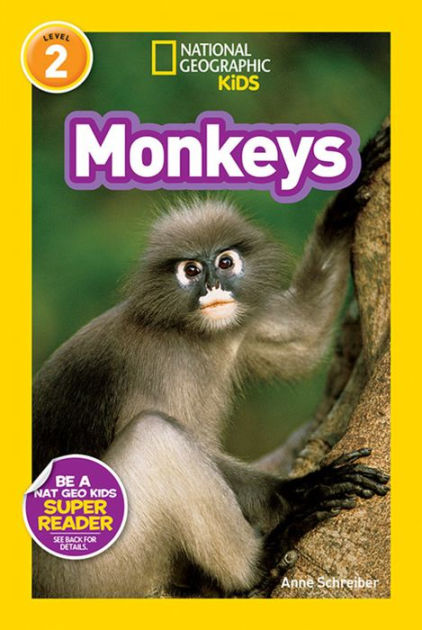 LEVEL
2
NATIONAL
GEOGRAPHIC
KiDS
Monkeys
BE A
NAT GEO KIDS
SUPER
READER
SEE BACK FOR
DETAILS.
Anne Schreiber